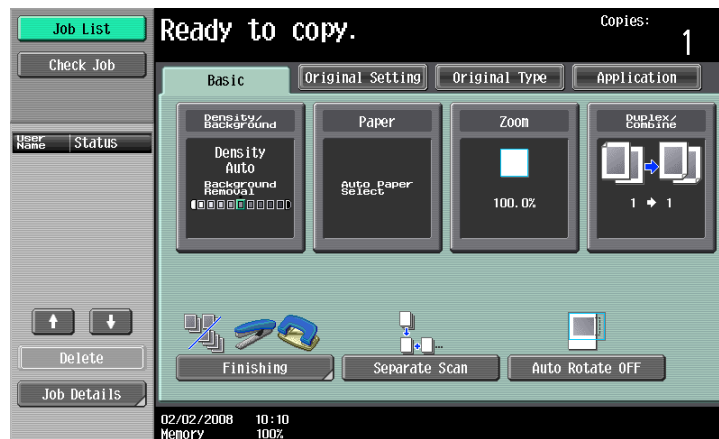 Job List
Ready to copy.
Copies:
1
Check Job
Basic
Original Setting
Original Type
Application
Density/
Background
Paper
Zoom
Duplex/
Combine
User
Name
Status
Density
Auto
Background
Removal
Auto Paper
Select
100.0%
1 → 1
Delete
Finishing
Separate Scan
Auto Rotate OFF
Job Details
02/02/2008 10:10
Memory 100%